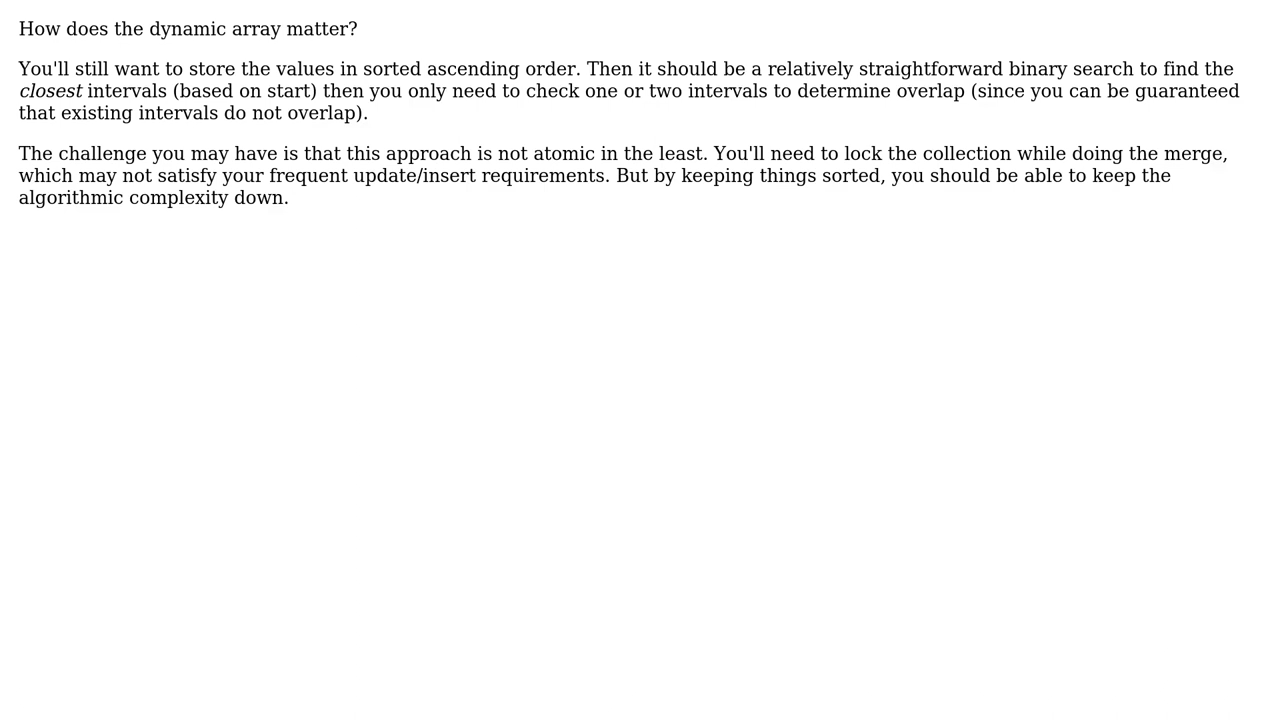 How does the dynamic array matter?
You'll still want to store the values in sorted ascending order. Then it should be a relatively straightforward binary search to find the
closest intervals (based on start) then you only need to check one or two intervals to determine overlap (since you can be guaranteed
that existing intervals do not overlap).
The challenge you may have is that this approach is not atomic in the least. You'll need to lock the collection while doing the merge,
which may not satisfy your frequent update/insert requirements. But by keeping things sorted, you should be able to keep the
algorithmic complexity down.